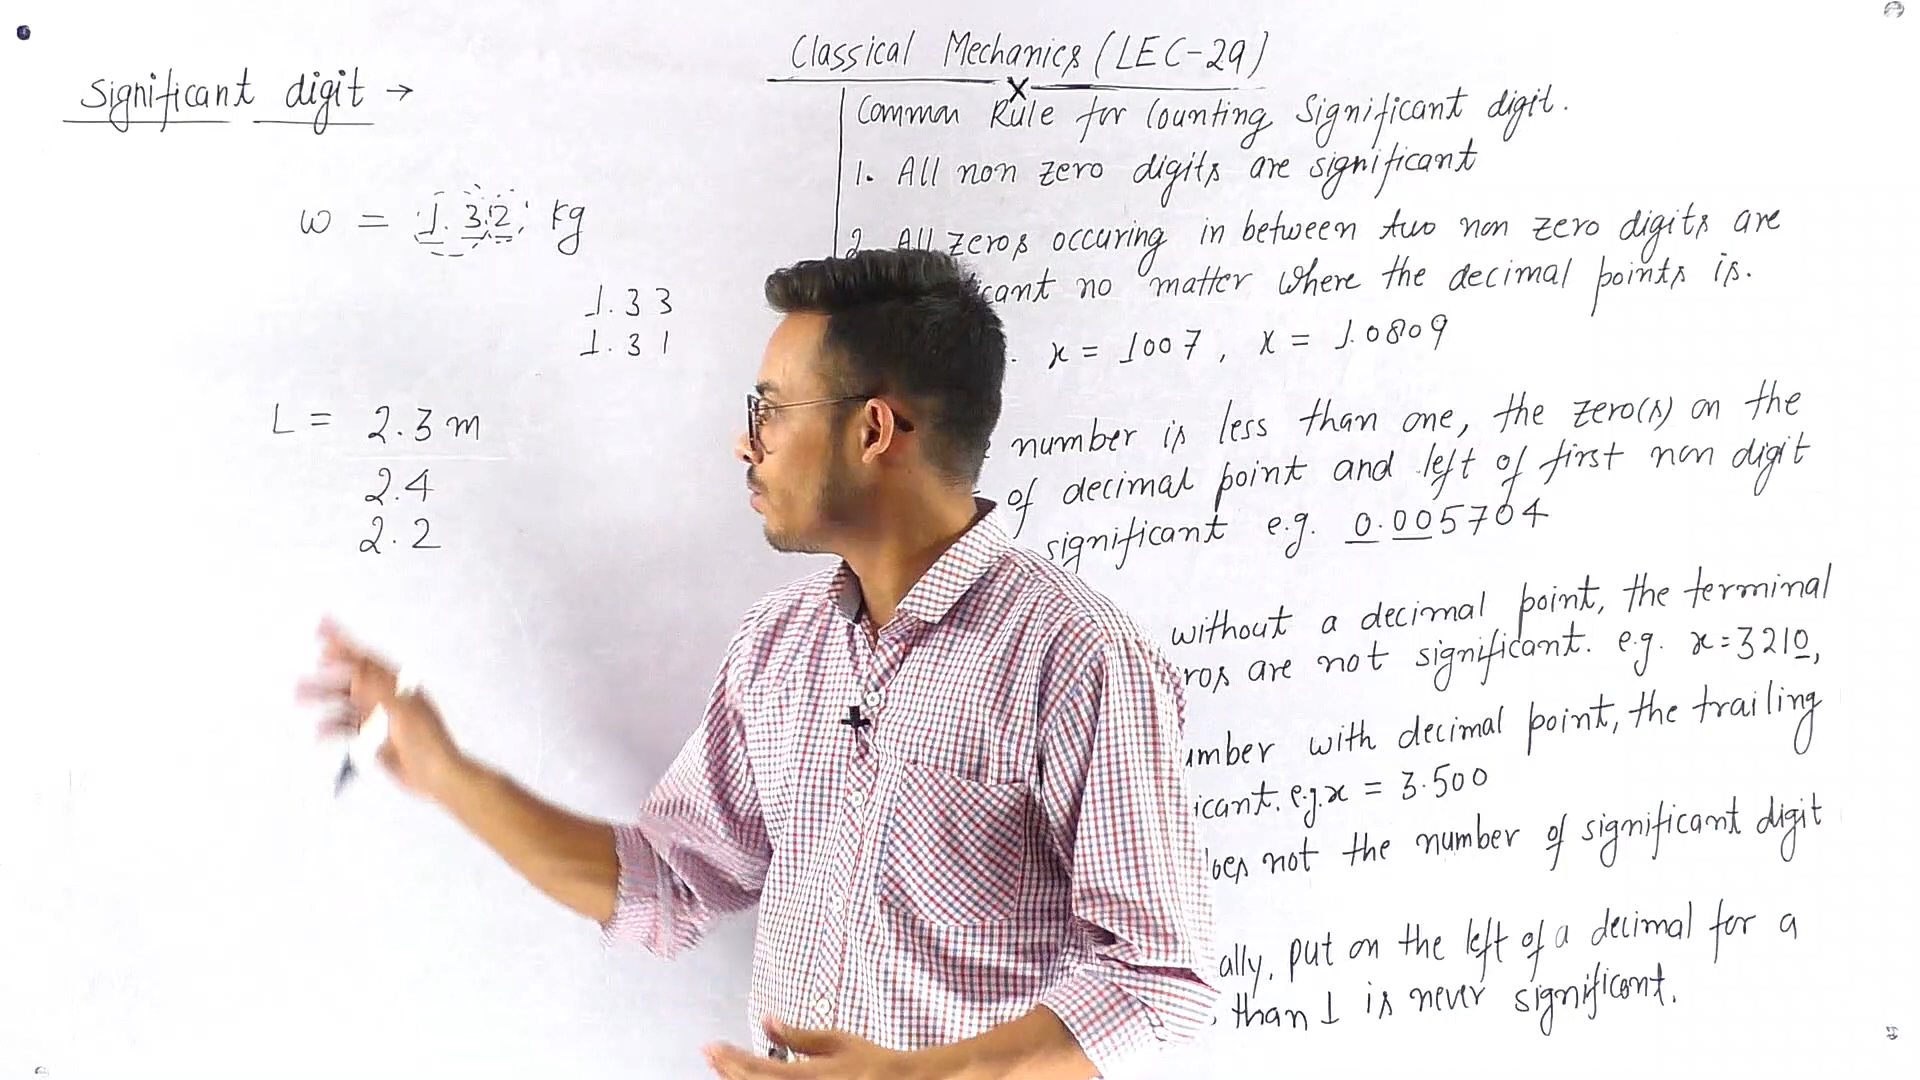 Classical Mechanics (LEC-29)
Significant digit →
w = 1.32 kg
1.33
1.31
L = 2.3 m
2.4
2.2
Common Rule for Counting Significant digit.
1. All non zero digits are significant
2. All zeros occuring in between two non zero digits are
no matter where the decimal points is.
x = 1007, x = 1.0809
number is less than one, the zero(s) on the
of decimal point and left of first non digit
significant e.g. 0.005704
without a decimal point, the terminal
are not significant. e.g. x = 3210,
with decimal point, the trailing
e.g. x = 3.500
not the number of significant digit
put on the left of a decimal for a
than 1 is never significant.